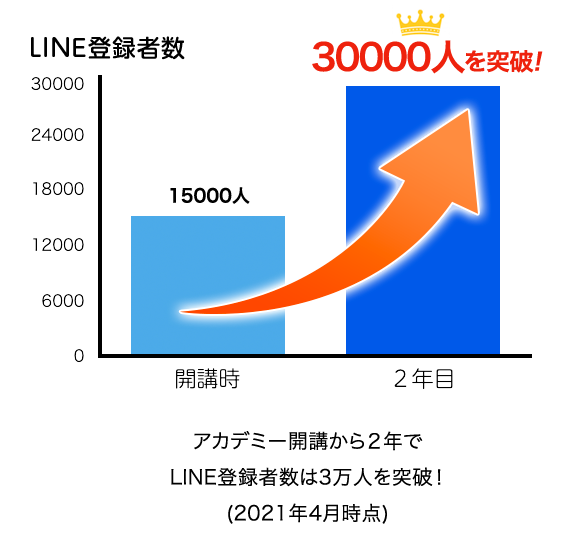 LINE登録者数
30000人を突破!
30000
24000
18000
15000人
12000
6000
0
開講時
2年目
アカデミー開講から2年で
LINE登録者数は3万人を突破!
(2021年4月時点)